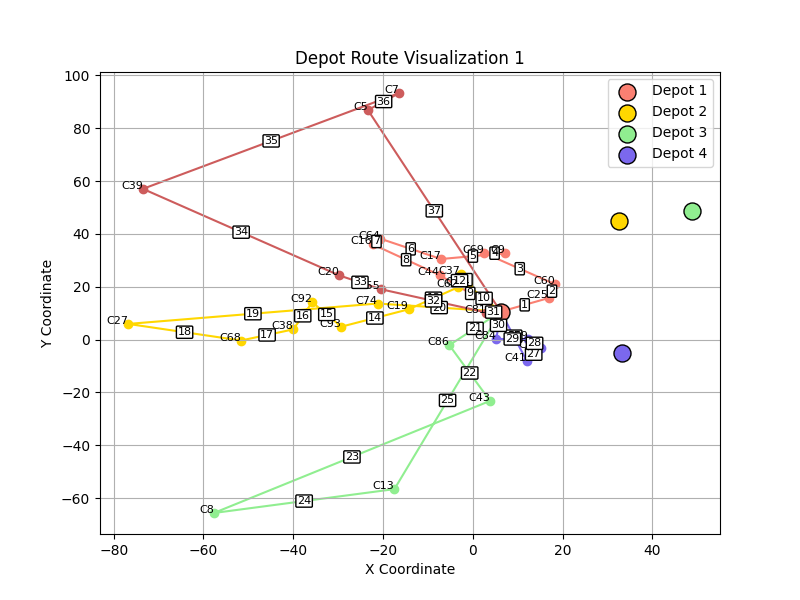 Depot Route Visualization 1
100
80
60
40
20
0
−20
−40
−60
Y Coordinate
−80
−60
−40
−20
0
20
40
X Coordinate
Depot 1
Depot 2
Depot 3
Depot 4
C7
36
C5
35
C39
37
34
C64
C16
7
6
C69
4
C17
5
8
3
C20
C44
C37
33
12
C60
9
C25
2
C92
C74
10
1
32
C19
20
31
19
16
15
14
C27
C93
30
18
C38
21
C68
17
C86
29
28
27
C41
22
25
C43
23
C13
24
C8